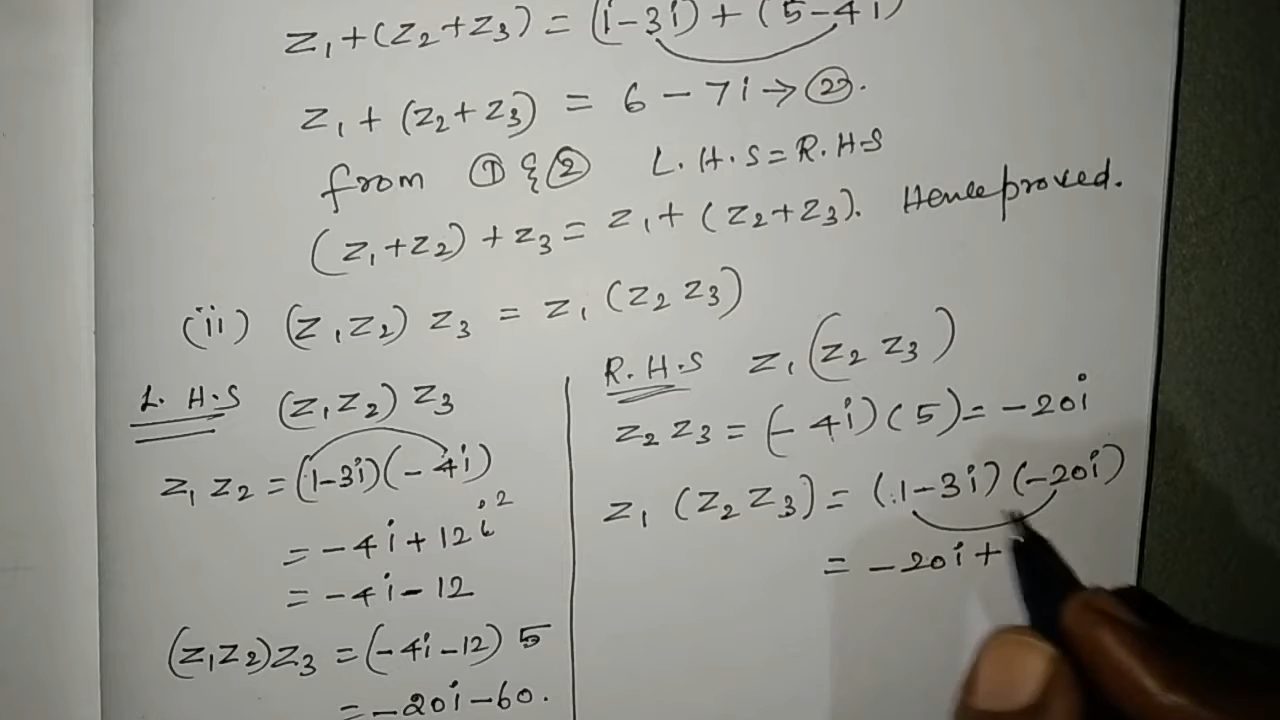 z₁+(z₂+z₃) = (1-3i) + (5-4i)
z₁+(z₂+z₃) = 6-7i → ②.
from ① & ② L.H.S = R.H.S
(z₁+z₂)+z₃ = z₁+(z₂+z₃). Hence proved.
(ii) (z₁z₂) z₃ = z₁ (z₂ z₃)
L.H.S (z₁z₂) z₃
z₁ z₂ = (1-3i)(-4i)
= -4i + 12i²
= -4i - 12
(z₁z₂)z₃ = (-4i-12) 5
= -20i-60.
R.H.S z₁(z₂ z₃)
z₂ z₃ = (-4i)(5) = -20i
z₁ (z₂z₃) = (1-3i)(-20i)
= -20i +